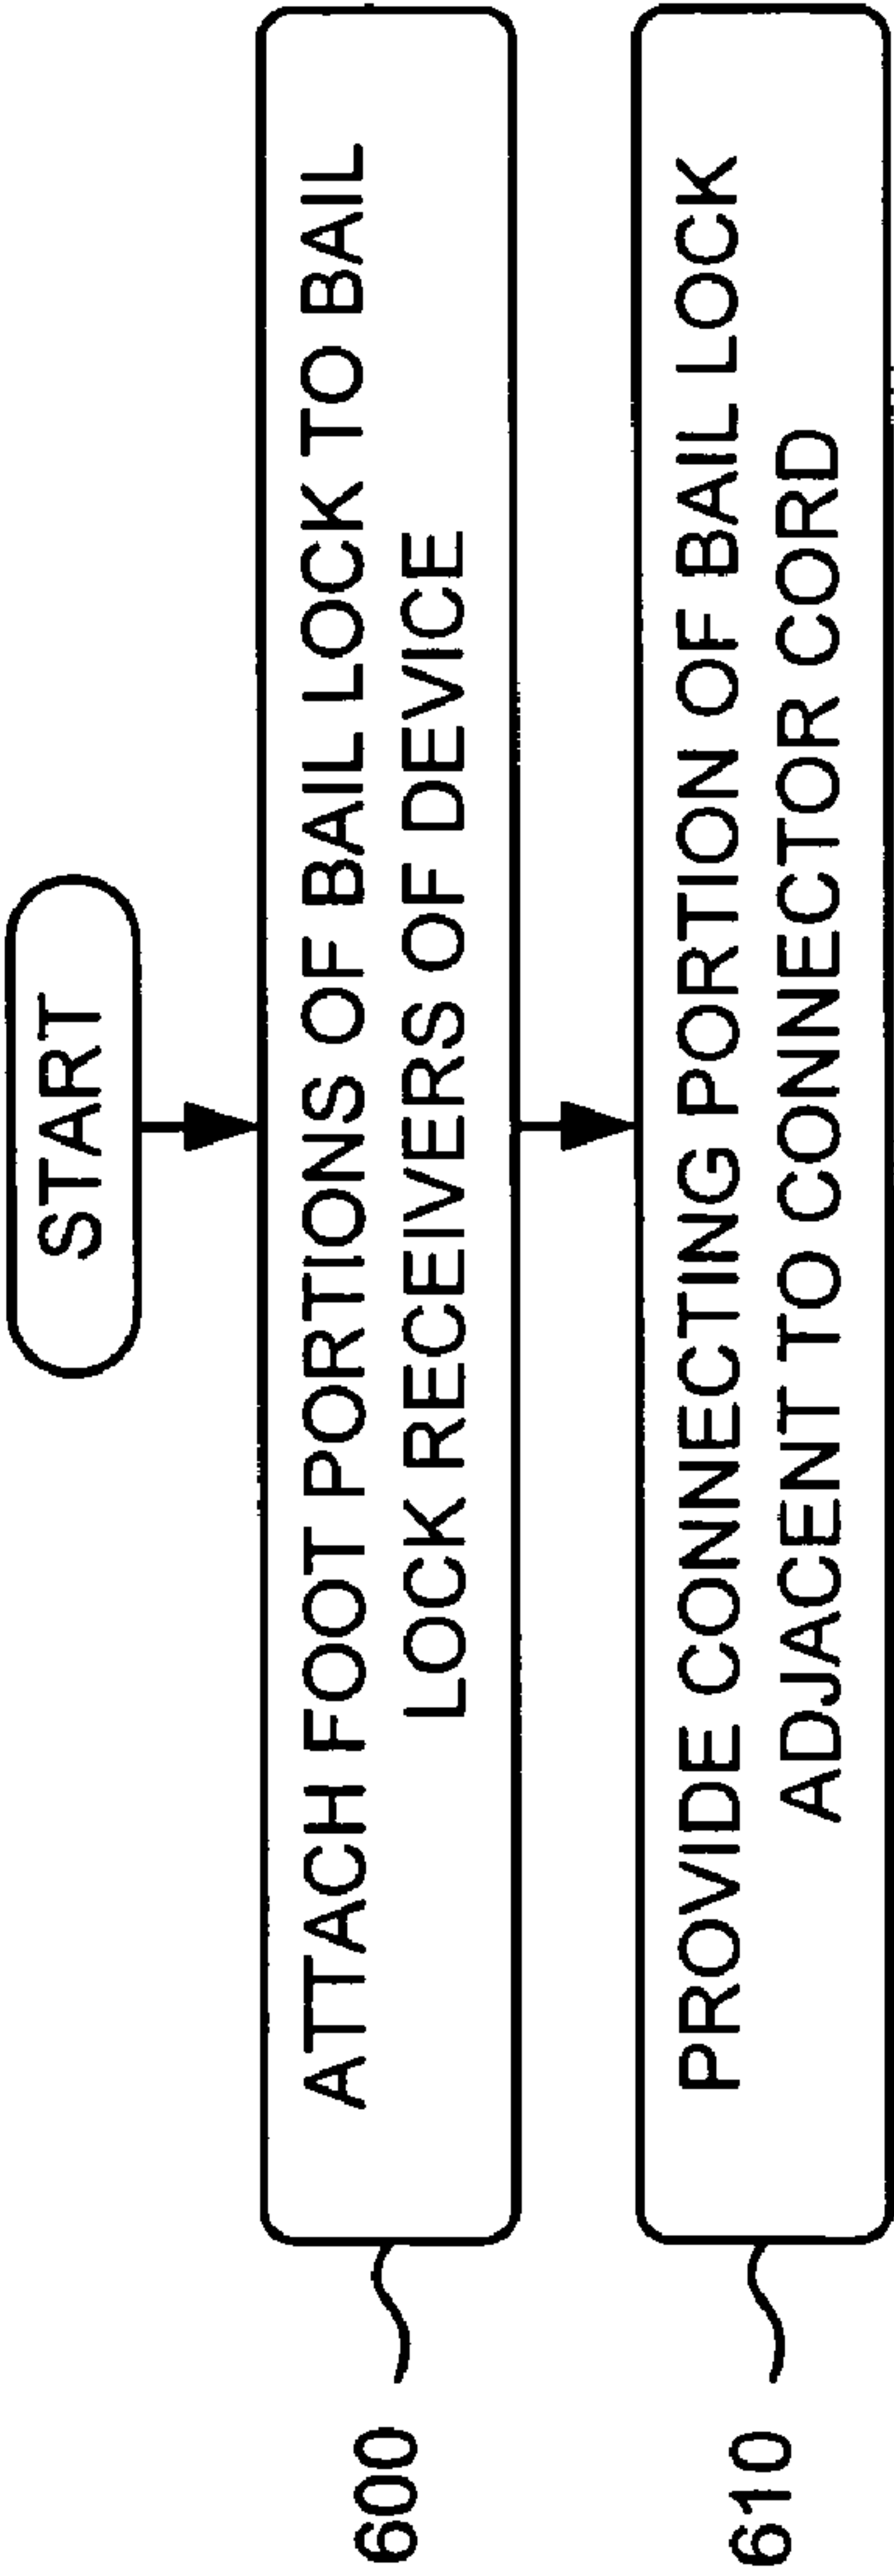 START
ATTACH FOOT PORTIONS OF BAIL LOCK TO BAIL
LOCK RECEIVERS OF DEVICE
600
PROVIDE CONNECTING PORTION OF BAIL LOCK
ADJACENT TO CONNECTOR CORD
610